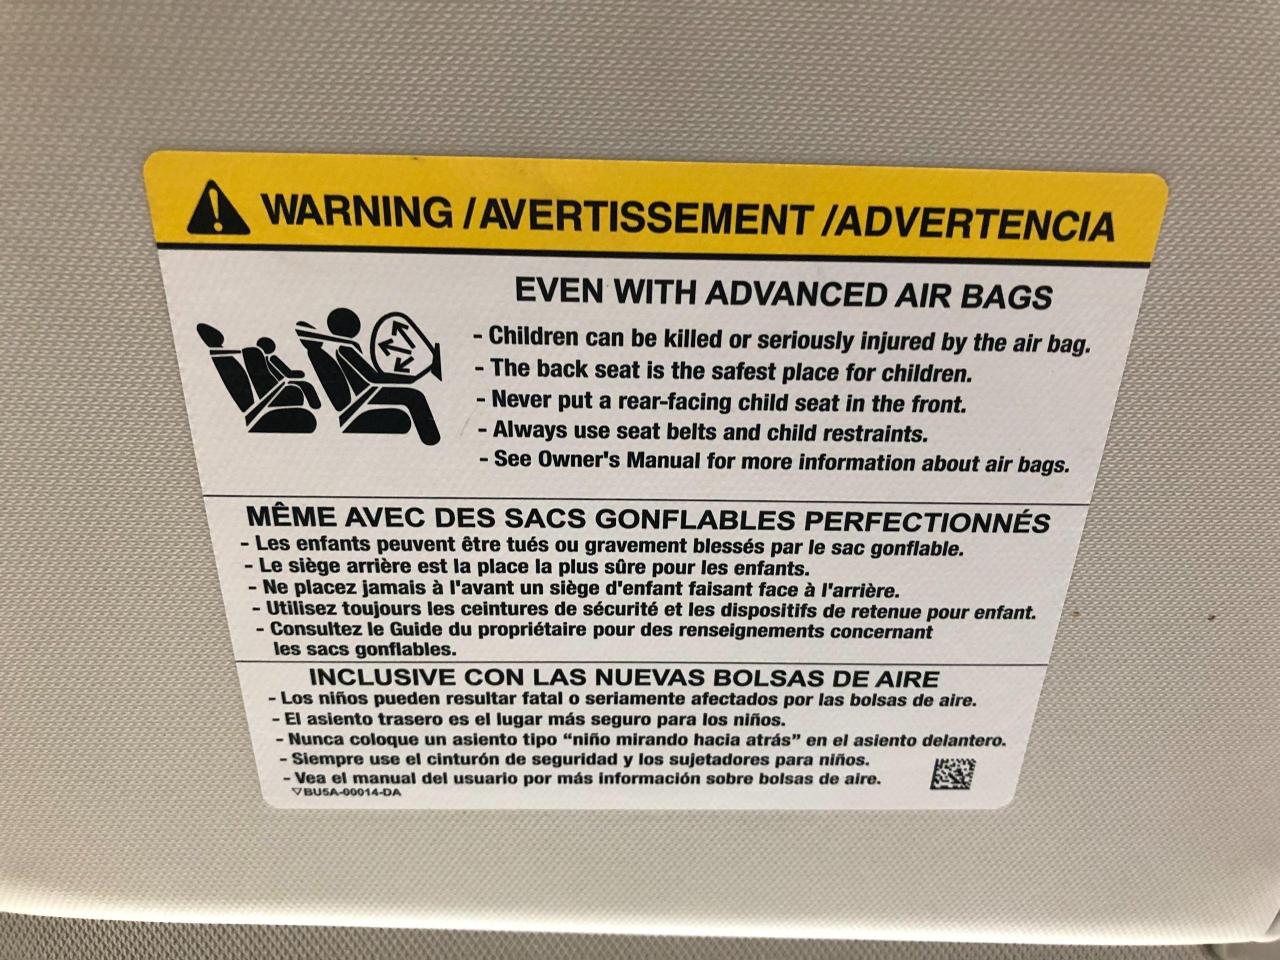 WARNING / AVERTISSEMENT / ADVERTENCIA
EVEN WITH ADVANCED AIR BAGS
- Children can be killed or seriously injured by the air bag.
- The back seat is the safest place for children.
- Never put a rear-facing child seat in the front.
- Always use seat belts and child restraints.
- See Owner's Manual for more information about air bags.
MÊME AVEC DES SACS GONFLABLES PERFECTIONNÉS
- Les enfants peuvent être tués ou gravement blessés par le sac gonflable.
- Le siège arrière est la place la plus sûre pour les enfants.
- Ne placez jamais à l'avant un siège d'enfant faisant face à l'arrière.
- Utilisez toujours les ceintures de sécurité et les dispositifs de retenue pour enfant.
- Consultez le Guide du propriétaire pour des renseignements concernant
les sacs gonflables.
INCLUSIVE CON LAS NUEVAS BOLSAS DE AIRE
- Los niños pueden resultar fatal o seriamente afectados por las bolsas de aire.
- El asiento trasero es el lugar más seguro para los niños.
- Nunca coloque un asiento tipo “niño mirando hacia atrás” en el asiento delantero.
- Siempre use el cinturón de seguridad y los sujetadores para niños.
- Vea el manual del usuario por más información sobre bolsas de aire.
▽BU5A-00014-DA